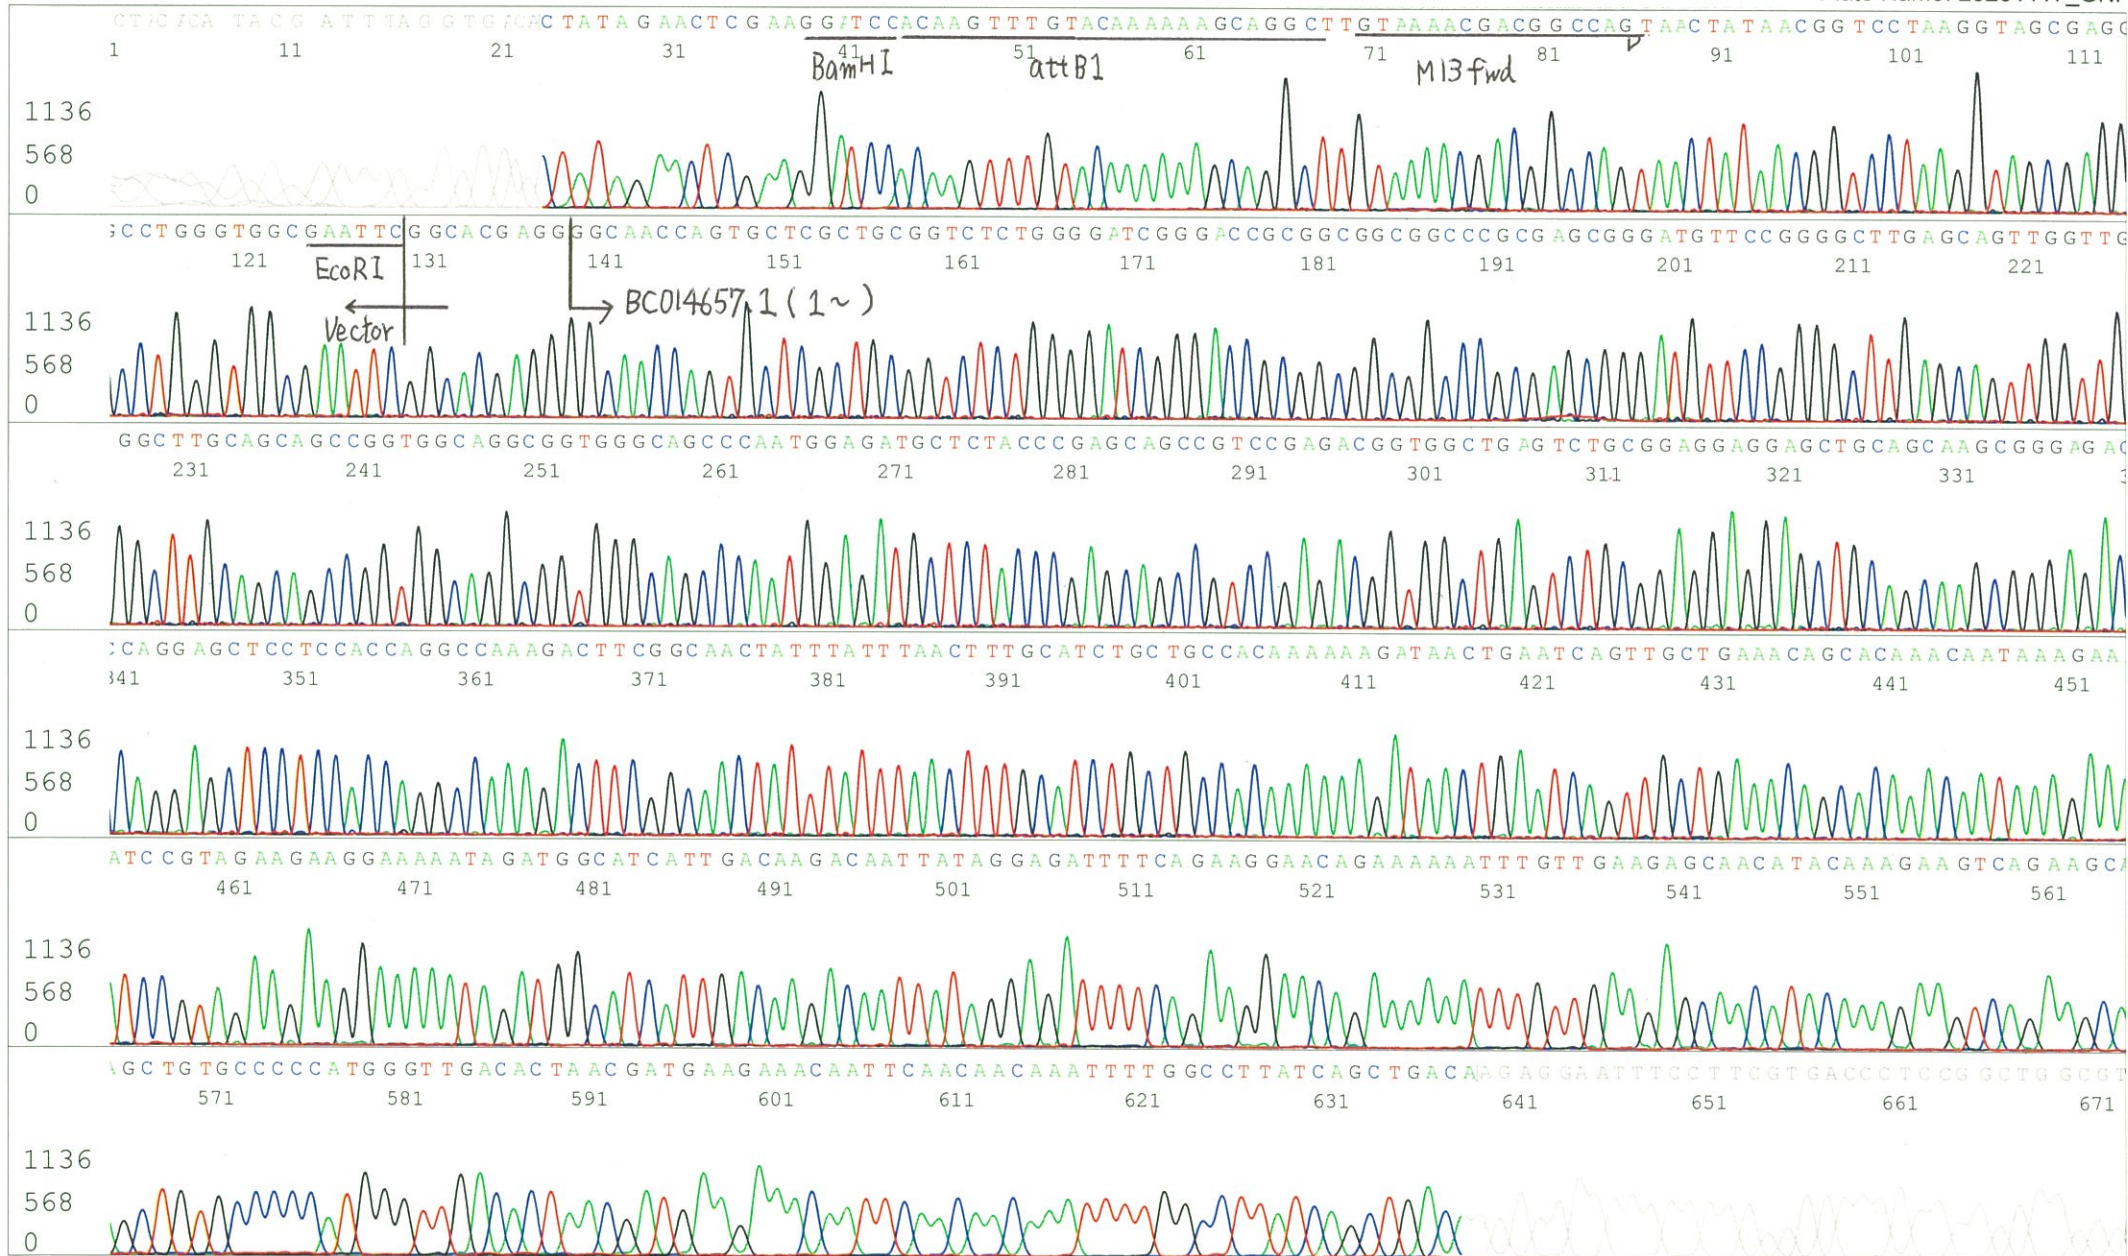 CTATAGAACTCGAAGGATCCACAAGTTTGTACAAAAAAGCAGGCTTGTAAAACGACGGCCAGTAACTATAACGGTCCTAAGGTAGCGAG
1 11 21 31 41 51 61 71 81 91 101 111
BamHI attB1 M13 fwd
1136
568
0
CCTGGGTGGCGAATTCGGCACGAGGGGCAACCAGTGCTCGCTGCGGTCTCTGGGGATCGGGACCGCGGCGGCGGCCCGCGAGCGGGATGTTCCGGGGCTTGAGCAGTTGGTTG
121 131 141 151 161 171 181 191 201 211 221
EcoRI
BC014657.1 (1~)
Vector
1136
568
0
GGCTTGCAGCAGCCGGTGGCAGGCGGTGGGCAGCCCAATGGAGATGCTCTACCCGAGCAGCCGTCCGAGACGGTGGCTGAGTCTGCGGAGGAGGAGCTGCAGCAAGCGGGAGA
231 241 251 261 271 281 291 301 311 321 331
1136
568
0
CCAGGAGCTCCTCCACCAGGCCAAAGACTTCGGCAACTATTTATTTAACTTTGCATCTGCTGCCACAAAAAAGATAACTGAATCAGTTGCTGAAACAGCACAAACAATAAAGAA
341 351 361 371 381 391 401 411 421 431 441 451
1136
568
0
ATCCGTAGAAGAAGGAAAAATAGATGGCATCATTGACAAGACAATTATAGGAGATTTTCAGAAGGAACAGAAAAAATTTGTTGAAGAGCAACATACAAAGAAGTCAGAAGCA
461 471 481 491 501 511 521 531 541 551 561
1136
568
0
GCTGTGCCCCCATGGGTTGACACTAACGATGAAGAAACAATTCAACAACAAATTTTGGCCTTATCAGCTGACAAGAGGAATTTCCTTCGTGACCCTCCGGCTGGCGT
571 581 591 601 611 621 631 641 651 661 671
1136
568
0